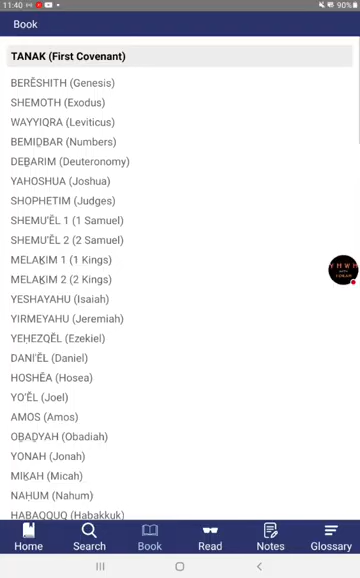 11:40
90%
Book
TANAK (First Covenant)
BERĔSHITH (Genesis)
SHEMOTH (Exodus)
WAYYIQRA (Leviticus)
BEMIḎBAR (Numbers)
DEḆARIM (Deuteronomy)
YAHOSHUA (Joshua)
SHOPHETIM (Judges)
SHEMU'ĔL 1 (1 Samuel)
SHEMU'ĔL 2 (2 Samuel)
MELAḴIM 1 (1 Kings)
MELAḴIM 2 (2 Kings)
YESHAYAHU (Isaiah)
YIRMEYAHU (Jeremiah)
YEḤEZQĔL (Ezekiel)
DANI'ĔL (Daniel)
HOSHĔA (Hosea)
YO'ĔL (Joel)
AMOS (Amos)
OḆAḎYAH (Obadiah)
YONAH (Jonah)
MIḴAH (Micah)
NAḤUM (Nahum)
HABAQQUQ (Habakkuk)
YHWH
Home Search Book Read Notes Glossary